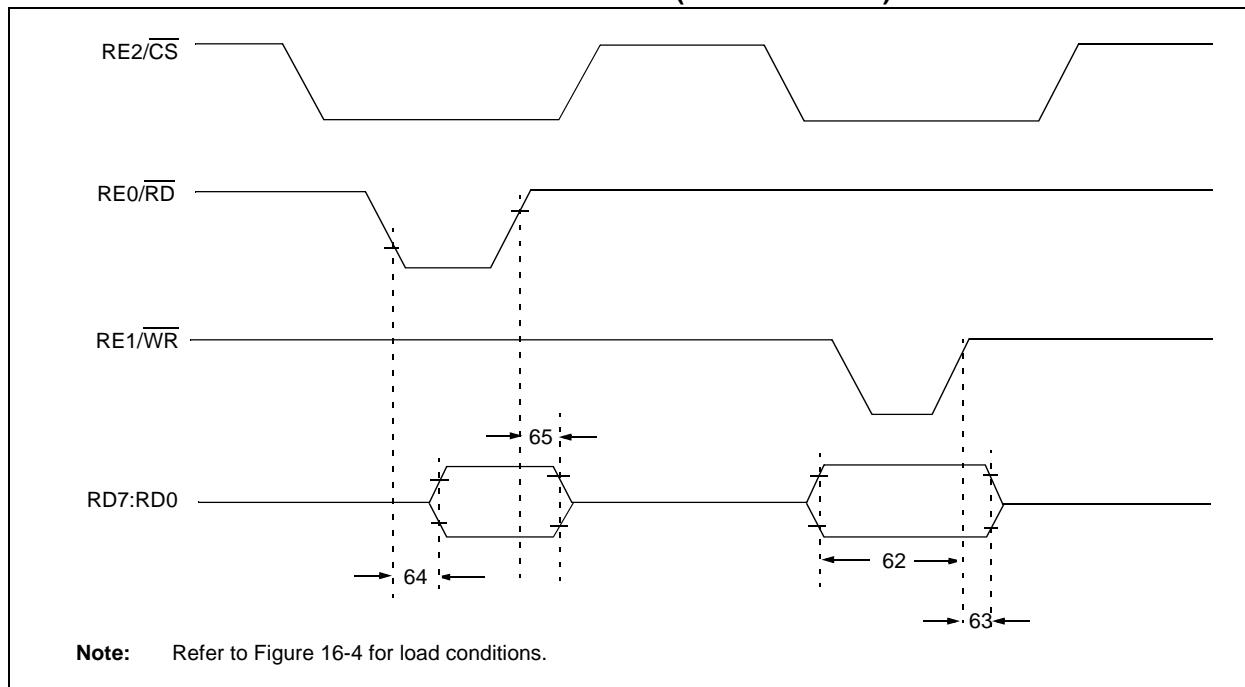 RE2/CS
RE0/RD
RE1/WR
65
RD7:RD0
62
64
63
Note: Refer to Figure 16-4 for load conditions.